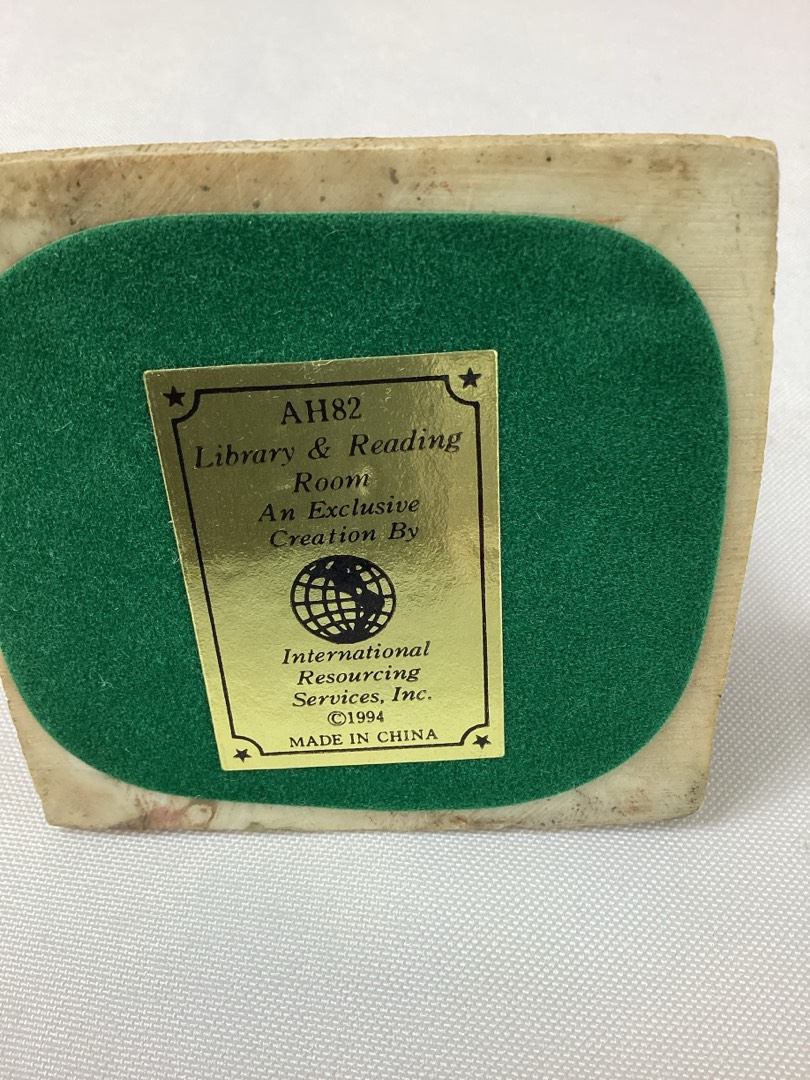 AH82
Library & Reading
Room
An Exclusive
Creation By
International
Resourcing
Services, Inc.
©1994
MADE IN CHINA